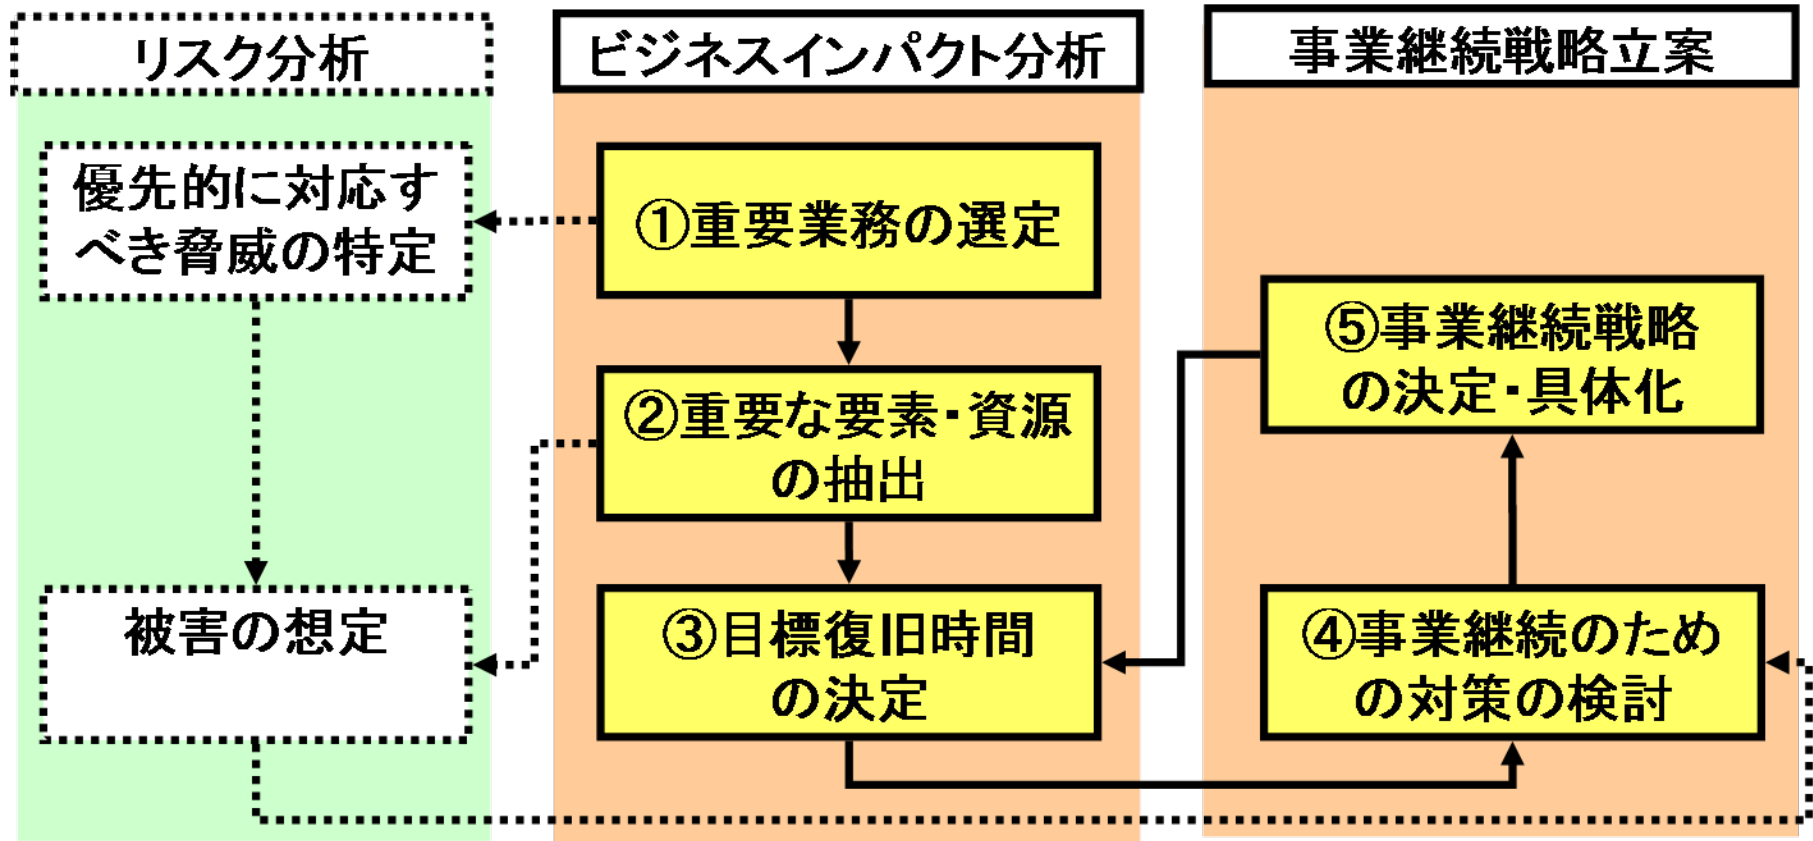 リスク分析
優先的に対応す
べき脅威の特定
被害の想定
ビジネスインパクト分析
①重要業務の選定
②重要な要素・資源
の抽出
③目標復旧時間
の決定
事業継続戦略立案
⑤事業継続戦略
の決定・具体化
④事業継続のため
の対策の検討